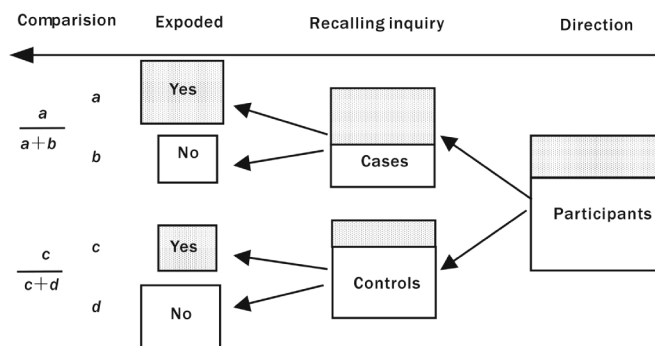 Comparision Expoded Recalling inquiry Direction
a
Yes
a
a+b
b
No
Cases
Participants
c
Yes
c
c+d
Controls
d
No